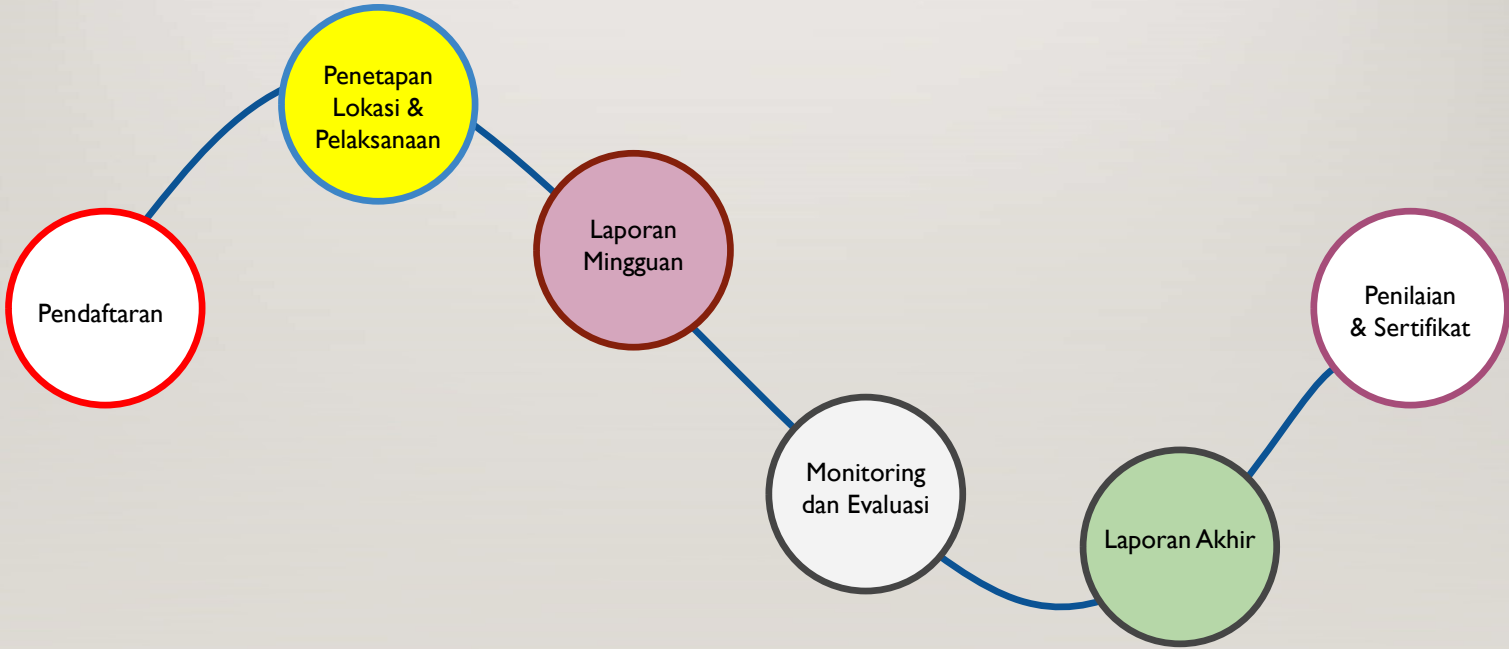 Pendaftaran
Penetapan
Lokasi &
Pelaksanaan
Laporan
Mingguan
Monitoring
dan Evaluasi
Laporan Akhir
Penilaian
& Sertifikat